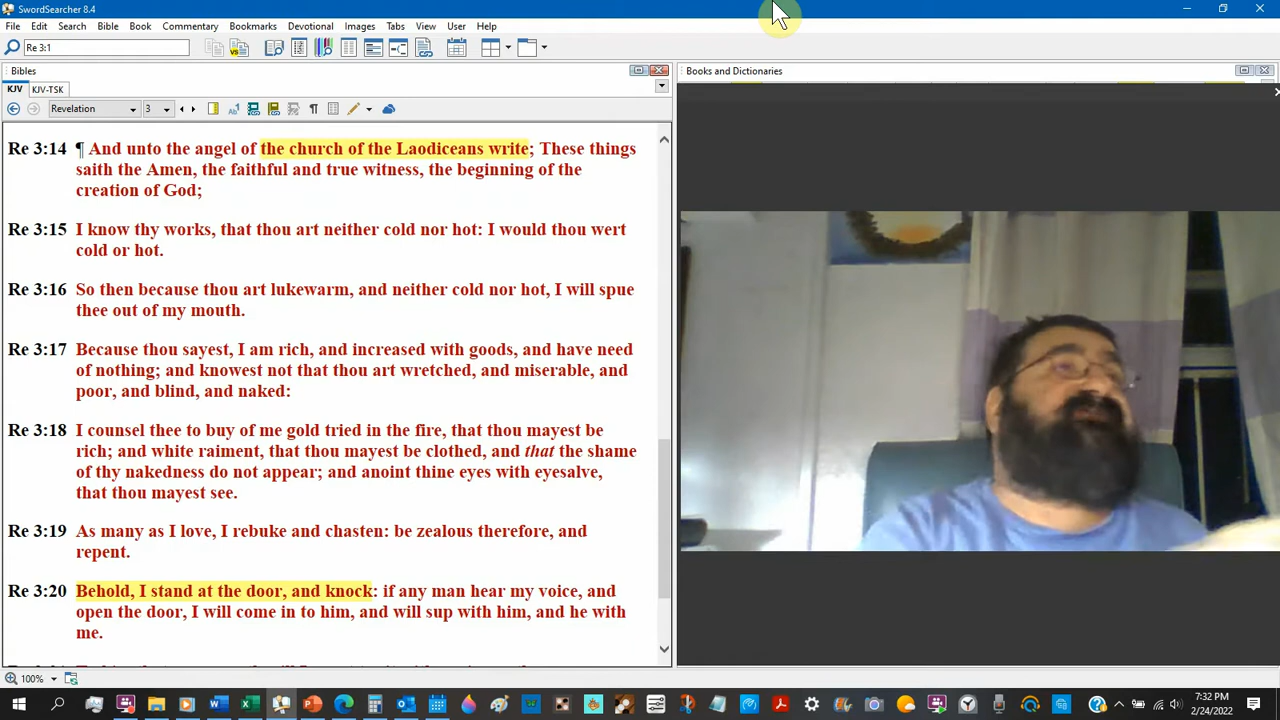 SwordSearcher 8.4
File Edit Search Bible Book Commentary Bookmarks Devotional Images Tabs View User Help
Re 3:1
Bibles
Books and Dictionaries
KJV KJV-TSK
Revelation 3
Re 3:14 ¶ And unto the angel of the church of the Laodiceans write; These things
saith the Amen, the faithful and true witness, the beginning of the
creation of God;
Re 3:15 I know thy works, that thou art neither cold nor hot: I would thou wert
cold or hot.
Re 3:16 So then because thou art lukewarm, and neither cold nor hot, I will spue
thee out of my mouth.
Re 3:17 Because thou sayest, I am rich, and increased with goods, and have need
of nothing; and knowest not that thou art wretched, and miserable, and
poor, and blind, and naked:
Re 3:18 I counsel thee to buy of me gold tried in the fire, that thou mayest be
rich; and white raiment, that thou mayest be clothed, and that the shame
of thy nakedness do not appear; and anoint thine eyes with eyesalve,
that thou mayest see.
Re 3:19 As many as I love, I rebuke and chasten: be zealous therefore, and
repent.
Re 3:20 Behold, I stand at the door, and knock: if any man hear my voice, and
open the door, I will come in to him, and will sup with him, and he with
me.
100%
7:32 PM
2/24/2022